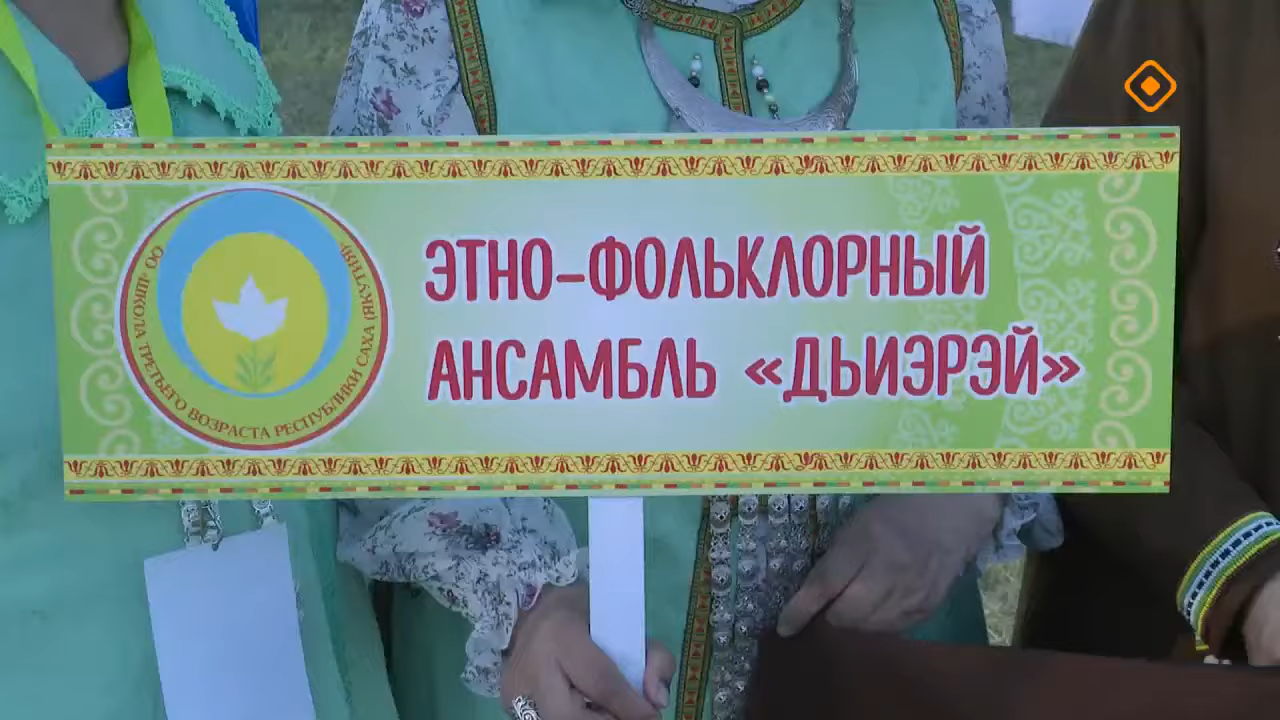 ЭТНО-ФОЛЬКЛОРНЫЙ
АНСАМБЛЬ «ДЬИЭРЭЙ»
ОО «ШКОЛА ТРЕТЬЕГО ВОЗРАСТА РЕСПУБЛИКИ САХА (ЯКУТИЯ)»